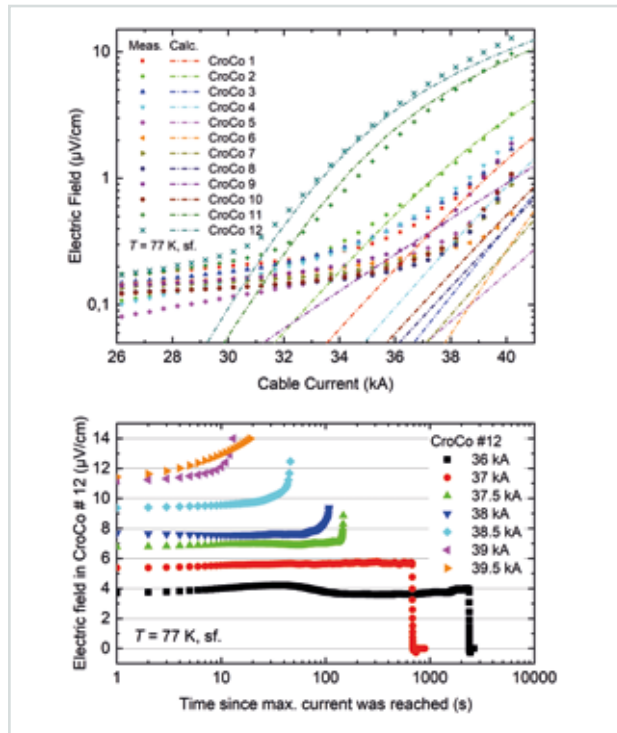 10
1
0,1
Electric Field (μV/cm)
Meas. Calc.
CroCo 1
CroCo 2
CroCo 3
CroCo 4
CroCo 5
CroCo 6
CroCo 7
CroCo 8
CroCo 9
CroCo 10
CroCo 11
CroCo 12
T = 77 K, sf.
26 28 30 32 34 36 38 40
Cable Current (kA)
Electric field in CroCo # 12 (μV/cm)
14
12
10
8
6
4
2
0
CroCo #12
36 kA
37 kA
37.5 kA
38 kA
38.5 kA
39 kA
39.5 kA
T = 77 K, sf.
1 10 100 1000 10000
Time since max. current was reached (s)